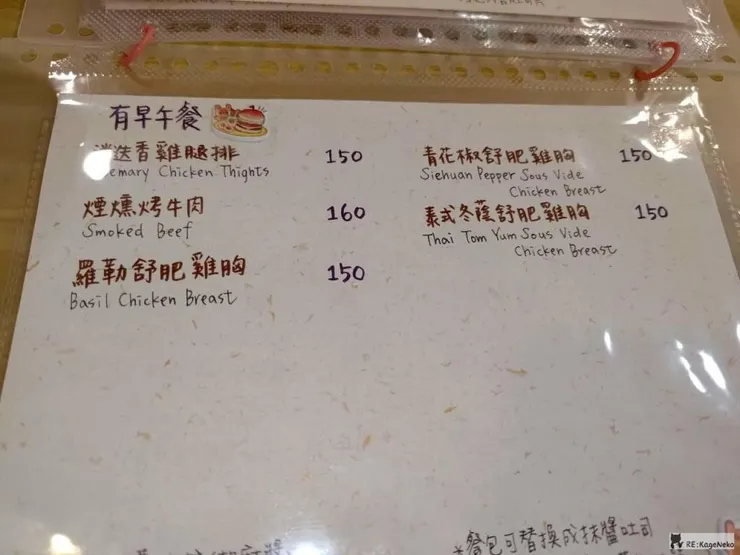 有早午餐
迷迭香雞腿排 150
emary Chicken Thights
煙燻烤牛肉 160
Smoked Beef
羅勒舒肥雞胸 150
Basil Chicken Breast
青花椒舒肥雞胸 150
Siehuan Pepper Sous Vide
Chicken Breast
泰式冬蔭舒肥雞胸 150
Thai Tom Yum Sous Vide
Chicken Breast
*餐包可替換成抹醬吐司
RE:KageNeko